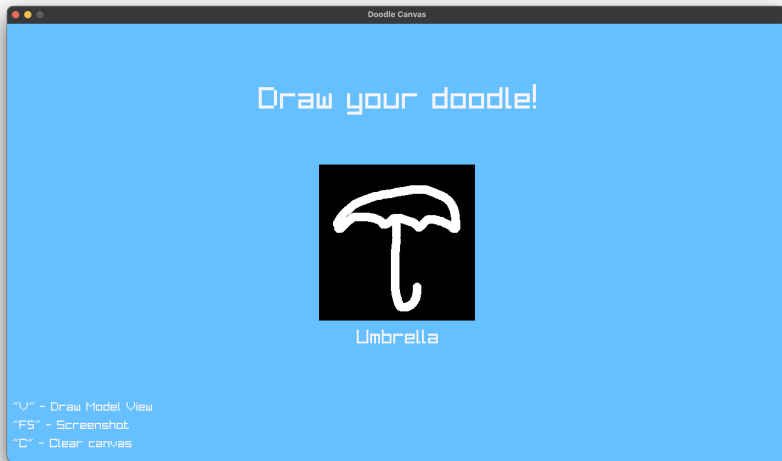 Doodle Canvas
Draw your doodle!
Umbrella
"V" - Draw Model View
"F5" - Screenshot
"C" - Clear canvas